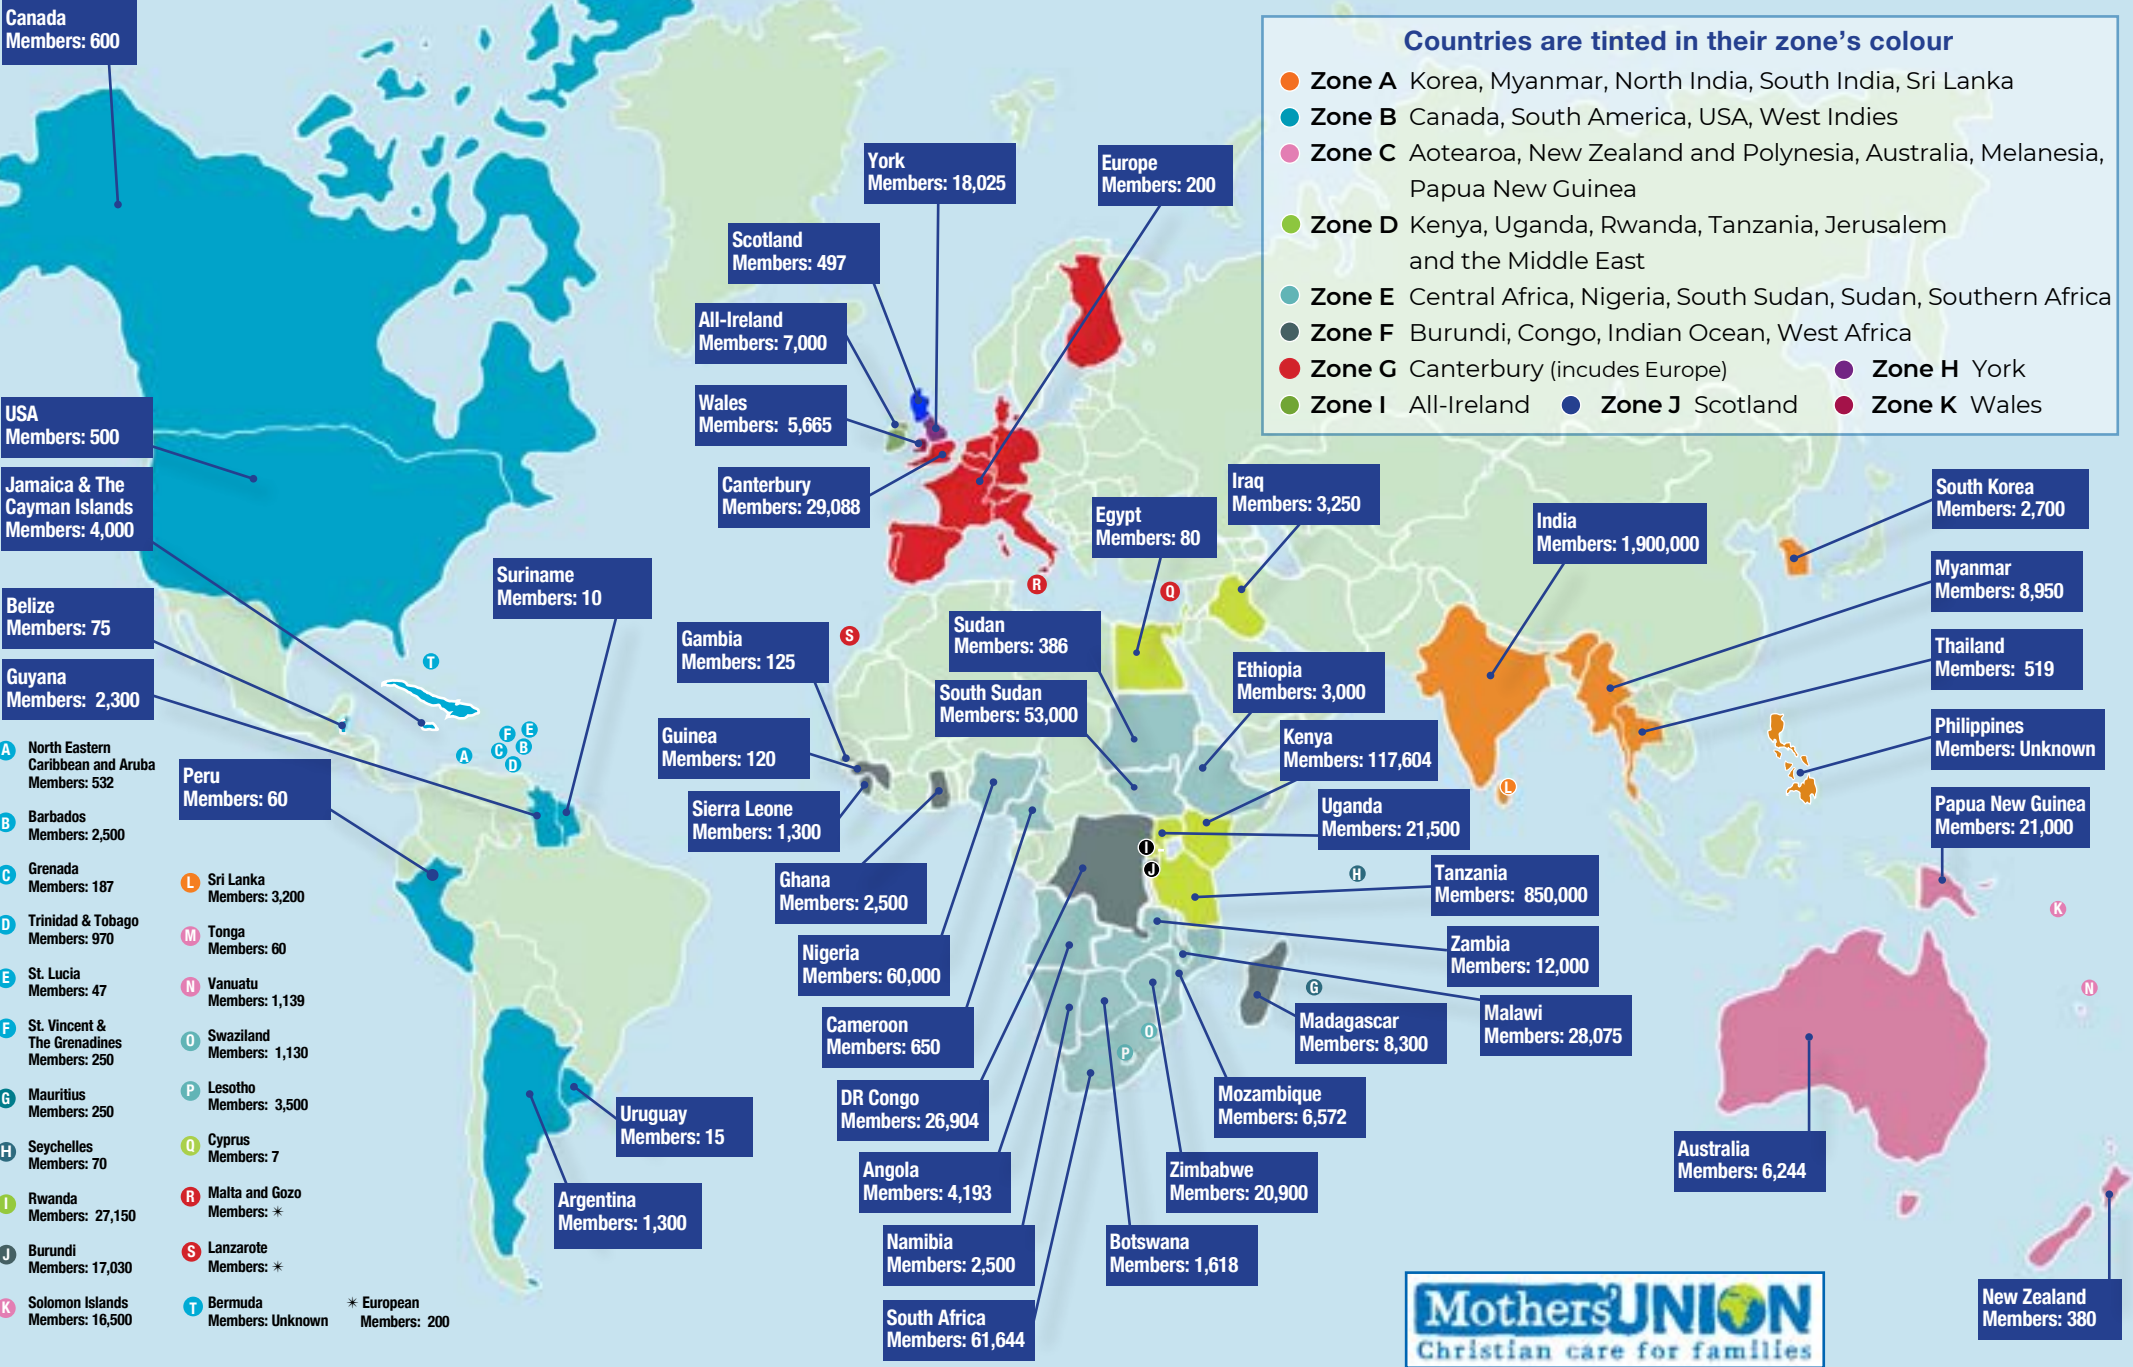 Canada
Members: 600
Countries are tinted in their zone's colour
Zone A Korea, Myanmar, North India, South India, Sri Lanka
Zone B Canada, South America, USA, West Indies
Zone C Aotearoa, New Zealand and Polynesia, Australia, Melanesia,
Papua New Guinea
Zone D Kenya, Uganda, Rwanda, Tanzania, Jerusalem
and the Middle East
Zone E Central Africa, Nigeria, South Sudan, Sudan, Southern Africa
Zone F Burundi, Congo, Indian Ocean, West Africa
Zone G Canterbury (incudes Europe)
Zone H York
Zone I All-Ireland
Zone J Scotland
Zone K Wales
York
Members: 18,025
Europe
Members: 200
Scotland
Members: 497
All-Ireland
Members: 7,000
Wales
Members: 5,665
Canterbury
Members: 29,088
USA
Members: 500
Jamaica & The
Cayman Islands
Members: 4,000
Belize
Members: 75
Guyana
Members: 2,300
Suriname
Members: 10
Peru
Members: 60
Uruguay
Members: 15
Argentina
Members: 1,300
Egypt
Members: 80
Iraq
Members: 3,250
India
Members: 1,900,000
South Korea
Members: 2,700
Myanmar
Members: 8,950
Thailand
Members: 519
Philippines
Members: Unknown
Papua New Guinea
Members: 21,000
Gambia
Members: 125
Sudan
Members: 386
South Sudan
Members: 53,000
Ethiopia
Members: 3,000
Guinea
Members: 120
Kenya
Members: 117,604
Sierra Leone
Members: 1,300
Uganda
Members: 21,500
Ghana
Members: 2,500
Tanzania
Members: 850,000
Nigeria
Members: 60,000
Zambia
Members: 12,000
Cameroon
Members: 650
Madagascar
Members: 8,300
Malawi
Members: 28,075
DR Congo
Members: 26,904
Mozambique
Members: 6,572
Angola
Members: 4,193
Zimbabwe
Members: 20,900
Namibia
Members: 2,500
Botswana
Members: 1,618
South Africa
Members: 61,644
Australia
Members: 6,244
New Zealand
Members: 380
R
Q
S
T
F
E
A
C
B
D
I
J
H
L
K
G
N
O
P
A North Eastern
Caribbean and Aruba
Members: 532
B Barbados
Members: 2,500
C Grenada
Members: 187
D Trinidad & Tobago
Members: 970
E St. Lucia
Members: 47
F St. Vincent &
The Grenadines
Members: 250
G Mauritius
Members: 250
H Seychelles
Members: 70
I Rwanda
Members: 27,150
J Burundi
Members: 17,030
K Solomon Islands
Members: 16,500
L Sri Lanka
Members: 3,200
M Tonga
Members: 60
N Vanuatu
Members: 1,139
O Swaziland
Members: 1,130
P Lesotho
Members: 3,500
Q Cyprus
Members: 7
R Malta and Gozo
Members: ✴
S Lanzarote
Members: ✴
T Bermuda
Members: Unknown
✴ European
Members: 200
Mothers' UNION
Christian care for families